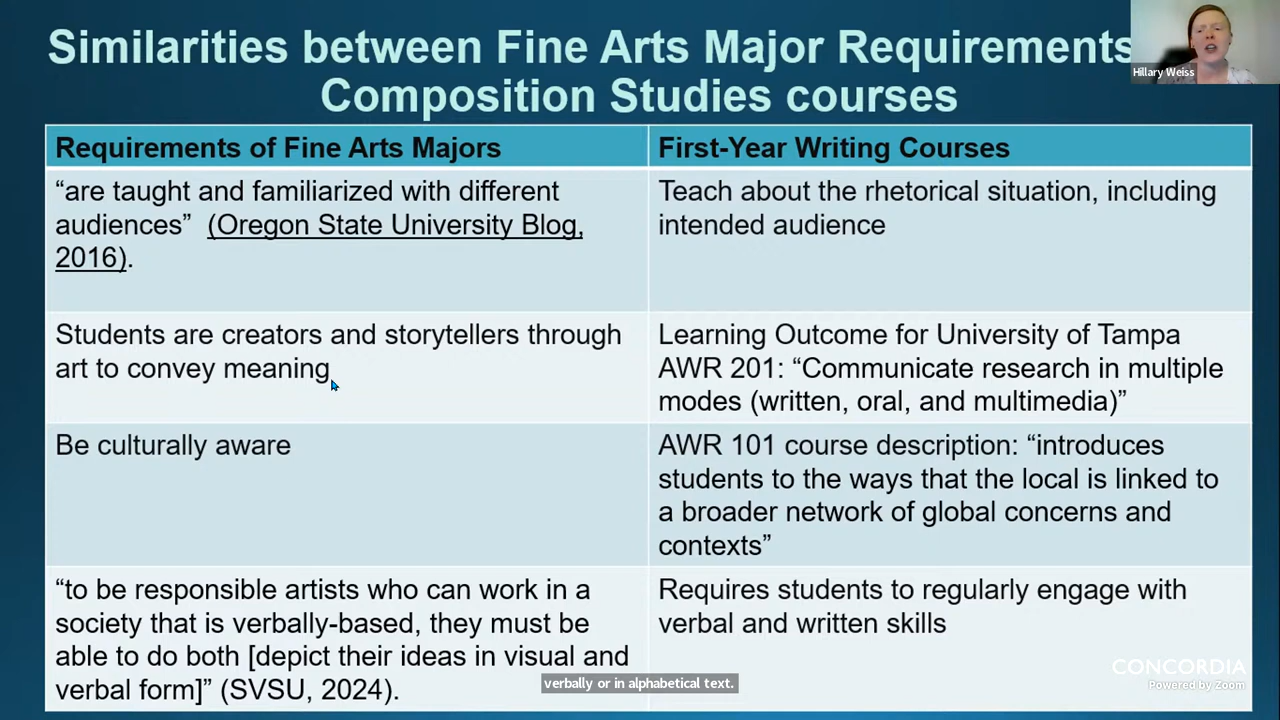 Similarities between Fine Arts Major Requirements
Composition Studies courses
Hillary Weiss
Requirements of Fine Arts Majors
First-Year Writing Courses
“are taught and familiarized with different
audiences” (Oregon State University Blog,
2016).
Teach about the rhetorical situation, including
intended audience
Students are creators and storytellers through
art to convey meaning
Learning Outcome for University of Tampa
AWR 201: “Communicate research in multiple
modes (written, oral, and multimedia)”
Be culturally aware
AWR 101 course description: “introduces
students to the ways that the local is linked to
a broader network of global concerns and
contexts”
“to be responsible artists who can work in a
society that is verbally-based, they must be
able to do both [depict their ideas in visual and
verbal form]” (SVSU, 2024).
Requires students to regularly engage with
verbal and written skills
verbally or in alphabetical text.
CONCORDIA
Powered by Zoom